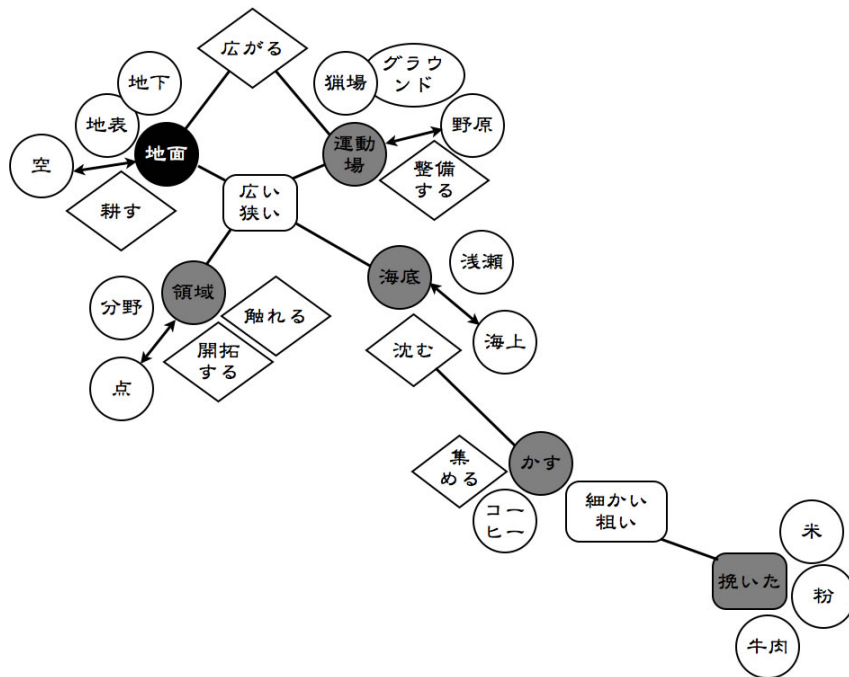 広がる
地下
猟場
グラウ
ンド
地表
地面
運動
場
野原
空
耕す
広い
狭い
整備
する
領域
分野
触れる
海底
浅瀬
開拓
する
点
沈む
海上
集
める
かす
コー
ヒー
細かい
粗い
米
挽いた
粉
牛肉